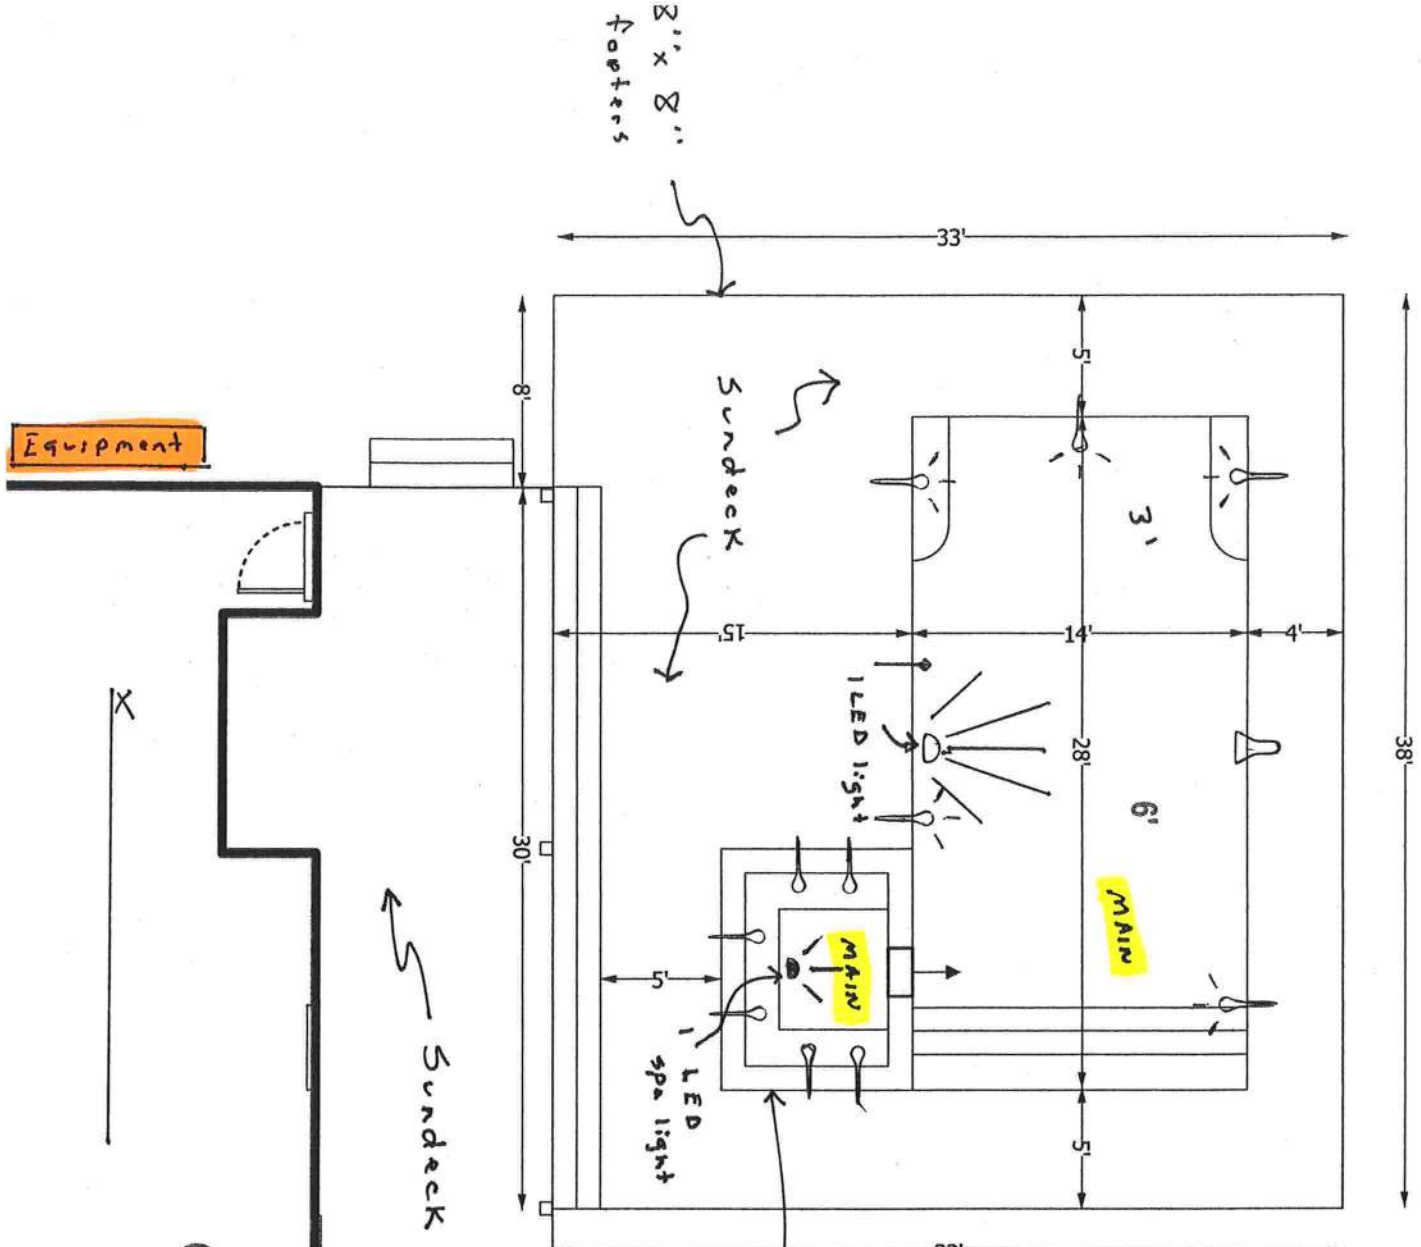 8" x 8"
footers
33'
38'
8'
5'
Equipment
Sundeck
3'
15'
14'
4'
1 LED light
28'
6'
30'
MAIN
MAIN
5'
1 LED
spa light
Sundeck
5'
X